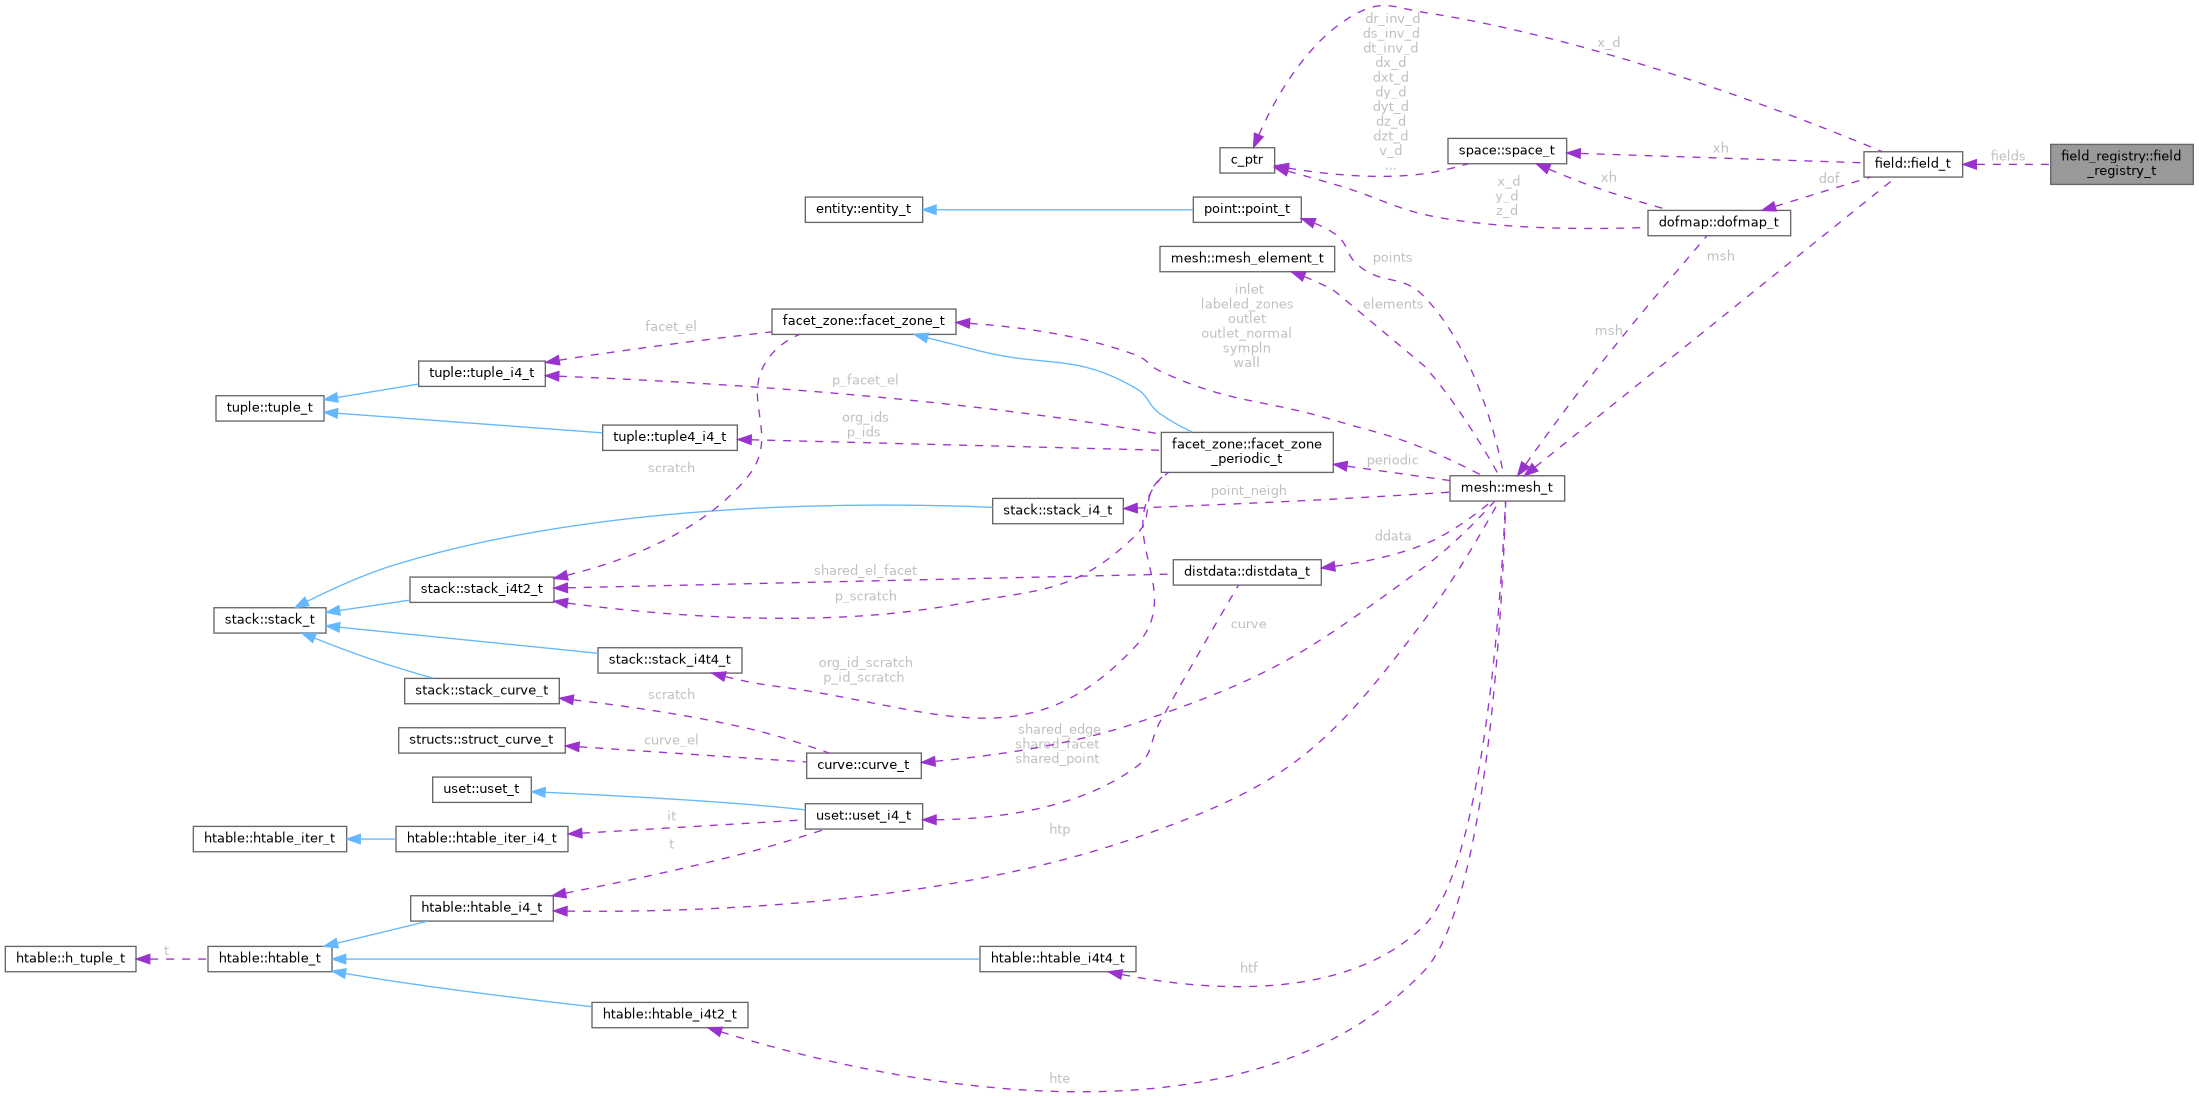 dr_inv_d
ds_inv_d
dt_inv_d
dx_d
dxt_d
dy_d
dyt_d
dz_d
dzt_d
v_d
...
x_d
c_ptr
space::space_t
xh
field::field_t
fields
field_registry::field
_registry_t
xh
dof
x_d
y_d
z_d
entity::entity_t
point::point_t
dofmap::dofmap_t
mesh::mesh_element_t
points
msh
inlet
labeled_zones
outlet
outlet_normal
sympln
wall
elements
facet_zone::facet_zone_t
facet_el
msh
tuple::tuple_i4_t
p_facet_el
tuple::tuple_t
org_ids
p_ids
tuple::tuple4_i4_t
facet_zone::facet_zone
_periodic_t
periodic
scratch
mesh::mesh_t
point_neigh
stack::stack_i4_t
ddata
shared_el_facet
distdata::distdata_t
stack::stack_i4t2_t
p_scratch
stack::stack_t
curve
stack::stack_i4t4_t
org_id_scratch
p_id_scratch
stack::stack_curve_t
scratch
structs::struct_curve_t
curve_el
shared_edge
shared_facet
shared_point
curve::curve_t
uset::uset_t
it
t
uset::uset_i4_t
htable::htable_iter_t
htable::htable_iter_i4_t
htp
htable::htable_i4_t
htable::h_tuple_t
t
htable::htable_t
htable::htable_i4t4_t
htf
htable::htable_i4t2_t
hte